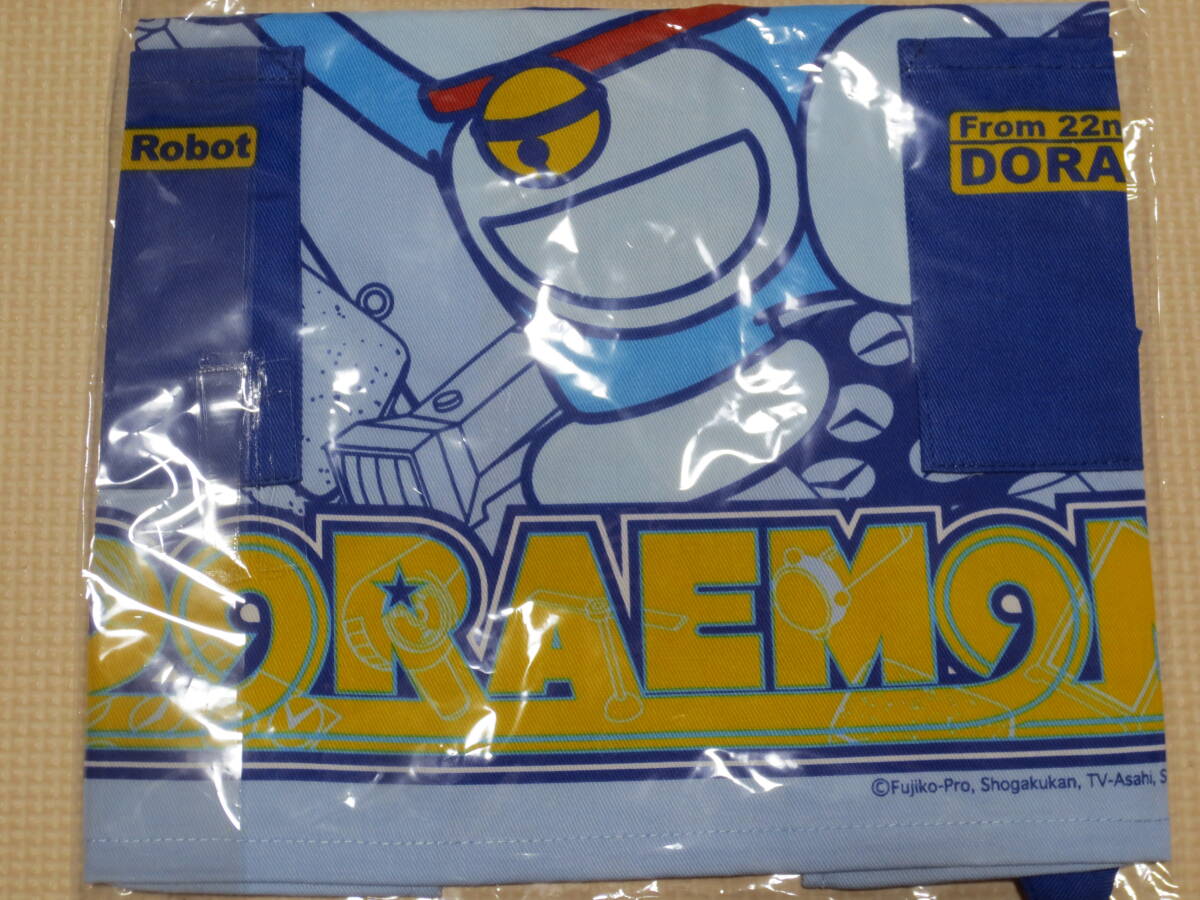 Robot
From 22n
DORA
DORAEMON
©Fujiko-Pro, Shogakukan, TV-Asahi, S